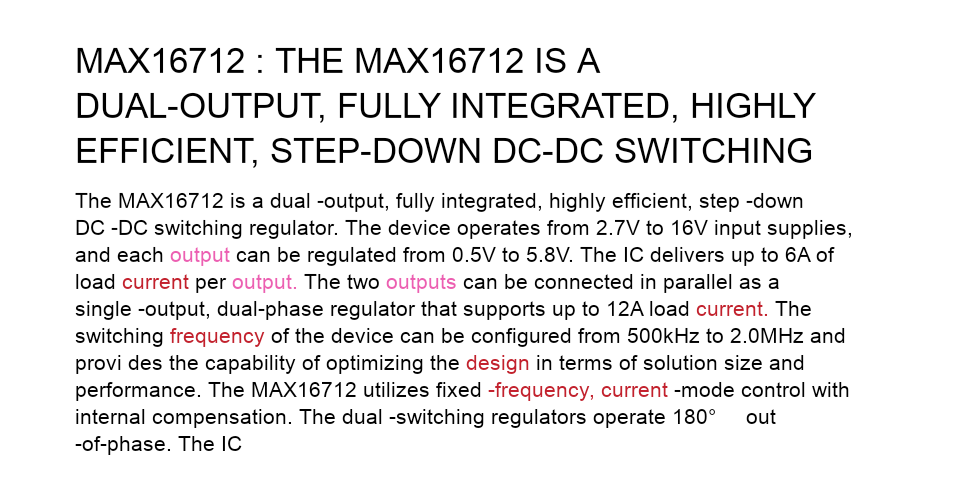 MAX16712 : THE MAX16712 IS A
DUAL-OUTPUT, FULLY INTEGRATED, HIGHLY
EFFICIENT, STEP-DOWN DC-DC SWITCHING
The MAX16712 is a dual -output, fully integrated, highly efficient, step -down
DC -DC switching regulator. The device operates from 2.7V to 16V input supplies,
and each output can be regulated from 0.5V to 5.8V. The IC delivers up to 6A of
load current per output. The two outputs can be connected in parallel as a
single -output, dual-phase regulator that supports up to 12A load current. The
switching frequency of the device can be configured from 500kHz to 2.0MHz and
provi des the capability of optimizing the design in terms of solution size and
performance. The MAX16712 utilizes fixed -frequency, current -mode control with
internal compensation. The dual -switching regulators operate 180° out
-of-phase. The IC